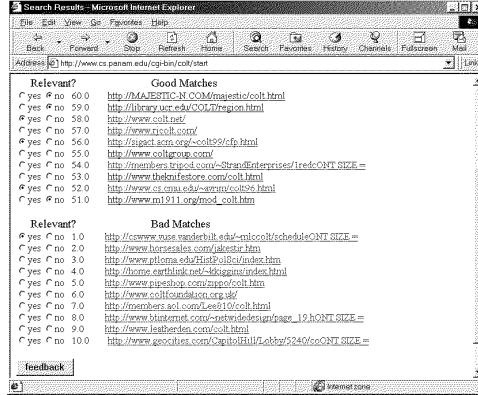 Search Results - Microsoft Internet Explorer
File Edit View Go Favorites Help
Back Forward Stop Refresh Home Search Favorites History Channels Fullscreen Mail
Address http://www.cs.panam.edu/cgi-bin/colt/start Link
Relevant? Good Matches
yes no 60.0 http://MAJESTIC-N.COM/majestic/colt.html
yes no 59.0 http://library.ucr.edu/COLT/region.html
yes no 58.0 http://www.colt.net/
yes no 57.0 http://www.ricolt.com/
yes no 56.0 http://sigact.acm.org/~colt99/cfp.html
yes no 55.0 http://www.coltgroup.com/
yes no 54.0 http://members.tripod.com/~StrandEnterprises/1redcONT SIZE=
yes no 53.0 http://www.theknifestore.com/colt.html
yes no 52.0 http://www.cs.cmu.edu/~avrim/colt96.html
yes no 51.0 http://www.m1911.org/mod_colt.htm
Relevant? Bad Matches
yes no 1.0 http://cswww.vuse.vanderbilt.edu/~mlccolt/scheduleONT SIZE=
yes no 2.0 http://www.horsesales.com/jakestir.htm
yes no 3.0 http://www.ptloma.edu/HistPolSci/index.htm
yes no 4.0 http://home.earthlink.net/~kkiggins/index.html
yes no 5.0 http://www.pipeshop.com/zippo/colt.htm
yes no 6.0 http://www.coltfoundation.org.uk/
yes no 7.0 http://members.aol.com/Lee810/colt.html
yes no 8.0 http://www.btinternet.com/~netwidedesign/page_19.hONT SIZE=
yes no 9.0 http://www.leatherden.com/colt.html
yes no 10.0 http://www.geocities.com/CapitolHill/Lobby/5240/coONT SIZE=
feedback
Internet zone